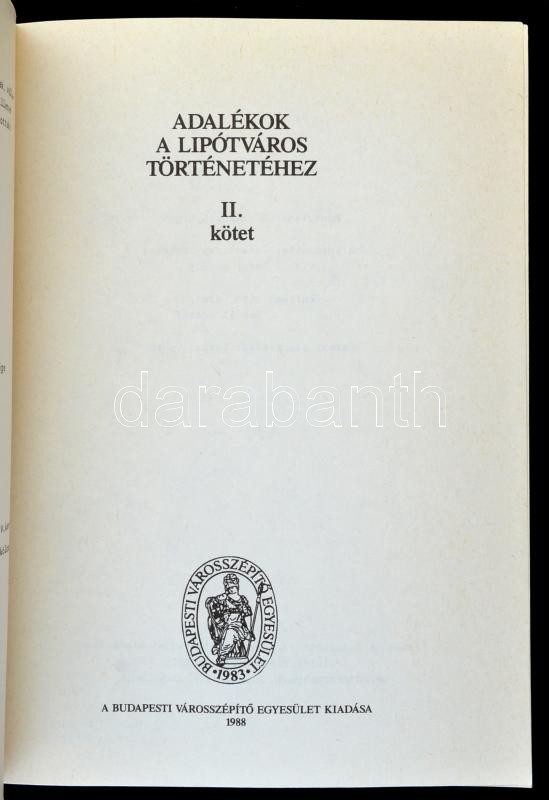 ADALÉKOK
A LIPÓTVÁROS
TÖRTÉNETÉHEZ
II.
kötet
darabanth
BUDAPESTI VÁROSSZÉPÍTŐ EGYESÜLET
•1983•
A BUDAPESTI VÁROSSZÉPÍTŐ EGYESÜLET KIADÁSA
1988